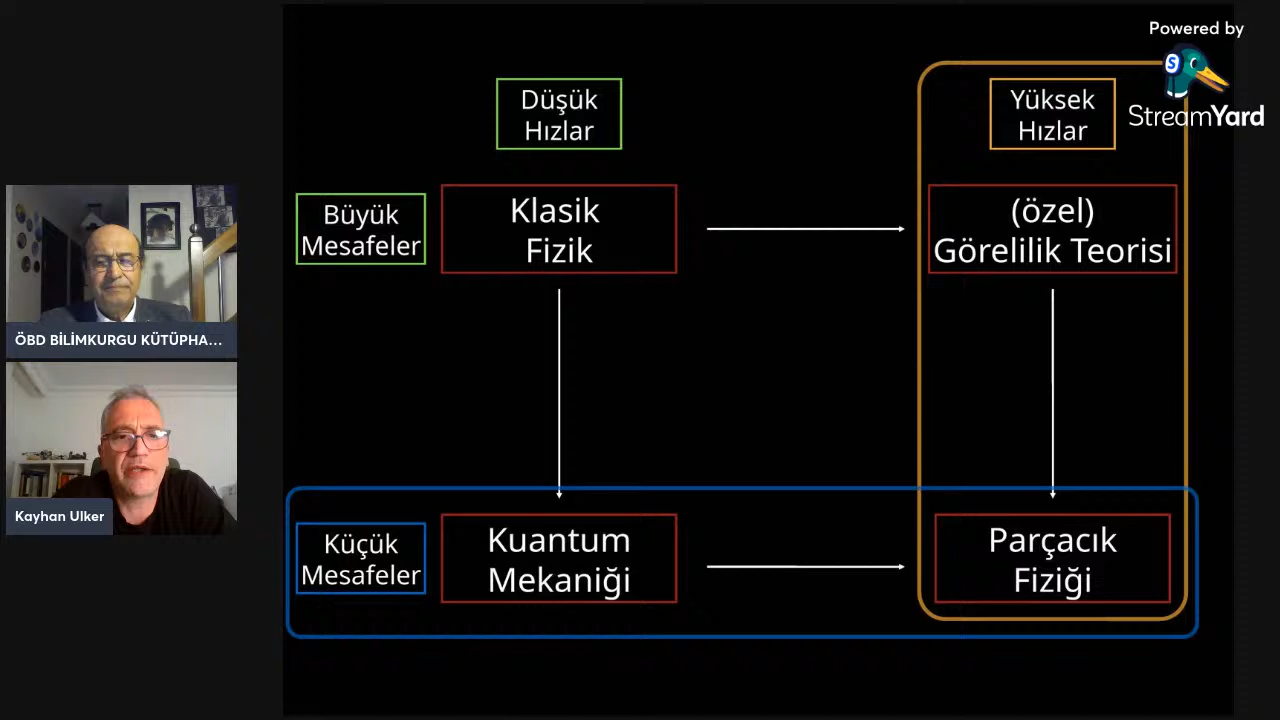 Powered by
StreamYard
Düşük
Hızlar
Yüksek
Hızlar
Büyük
Mesafeler
Klasik
Fizik
(özel)
Görelilik Teorisi
ÖBD BİLİMKURGU KÜTÜPHA...
Kayhan Ulker
Küçük
Mesafeler
Kuantum
Mekaniği
Parçacık
Fiziği